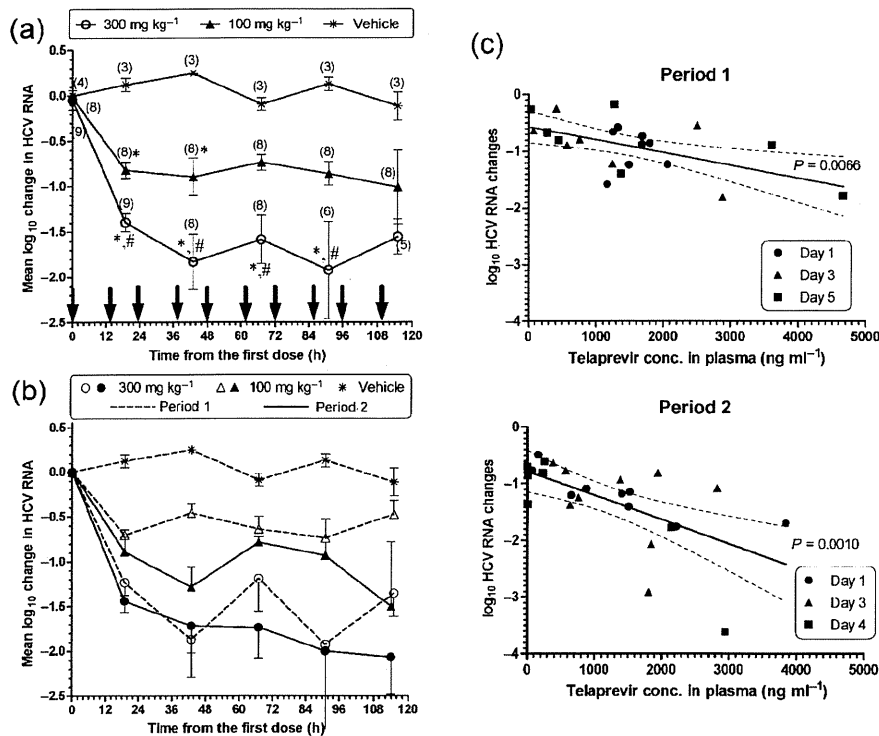 (a)
300 mg kg⁻¹ 100 mg kg⁻¹ Vehicle
Mean log₁₀ change in HCV RNA
0.5
0.0
−0.5
−1.0
−1.5
−2.0
−2.5
(4) (3) (3) (3) (3) (3)
(8) (8)* (8)* (8) (8) (8)
(9) (9) (8) (8) (6) (5)
*,# *,# *,# *,#
0 12 24 36 48 60 72 84 96 108 120
Time from the first dose (h)
(b)
300 mg kg⁻¹ 100 mg kg⁻¹ Vehicle
Period 1 Period 2
Mean log₁₀ change in HCV RNA
0.5
0.0
−0.5
−1.0
−1.5
−2.0
−2.5
0 12 24 36 48 60 72 84 96 108 120
Time from the first dose (h)
(c)
Period 1
log₁₀ HCV RNA changes
0
−1
−2
−3
−4
P = 0.0066
Day 1
Day 3
Day 5
0 1000 2000 3000 4000 5000
Telaprevir conc. in plasma (ng ml⁻¹)
Period 2
log₁₀ HCV RNA changes
0
−1
−2
−3
−4
P = 0.0010
Day 1
Day 3
Day 4
0 1000 2000 3000 4000 5000
Telaprevir conc. in plasma (ng ml⁻¹)